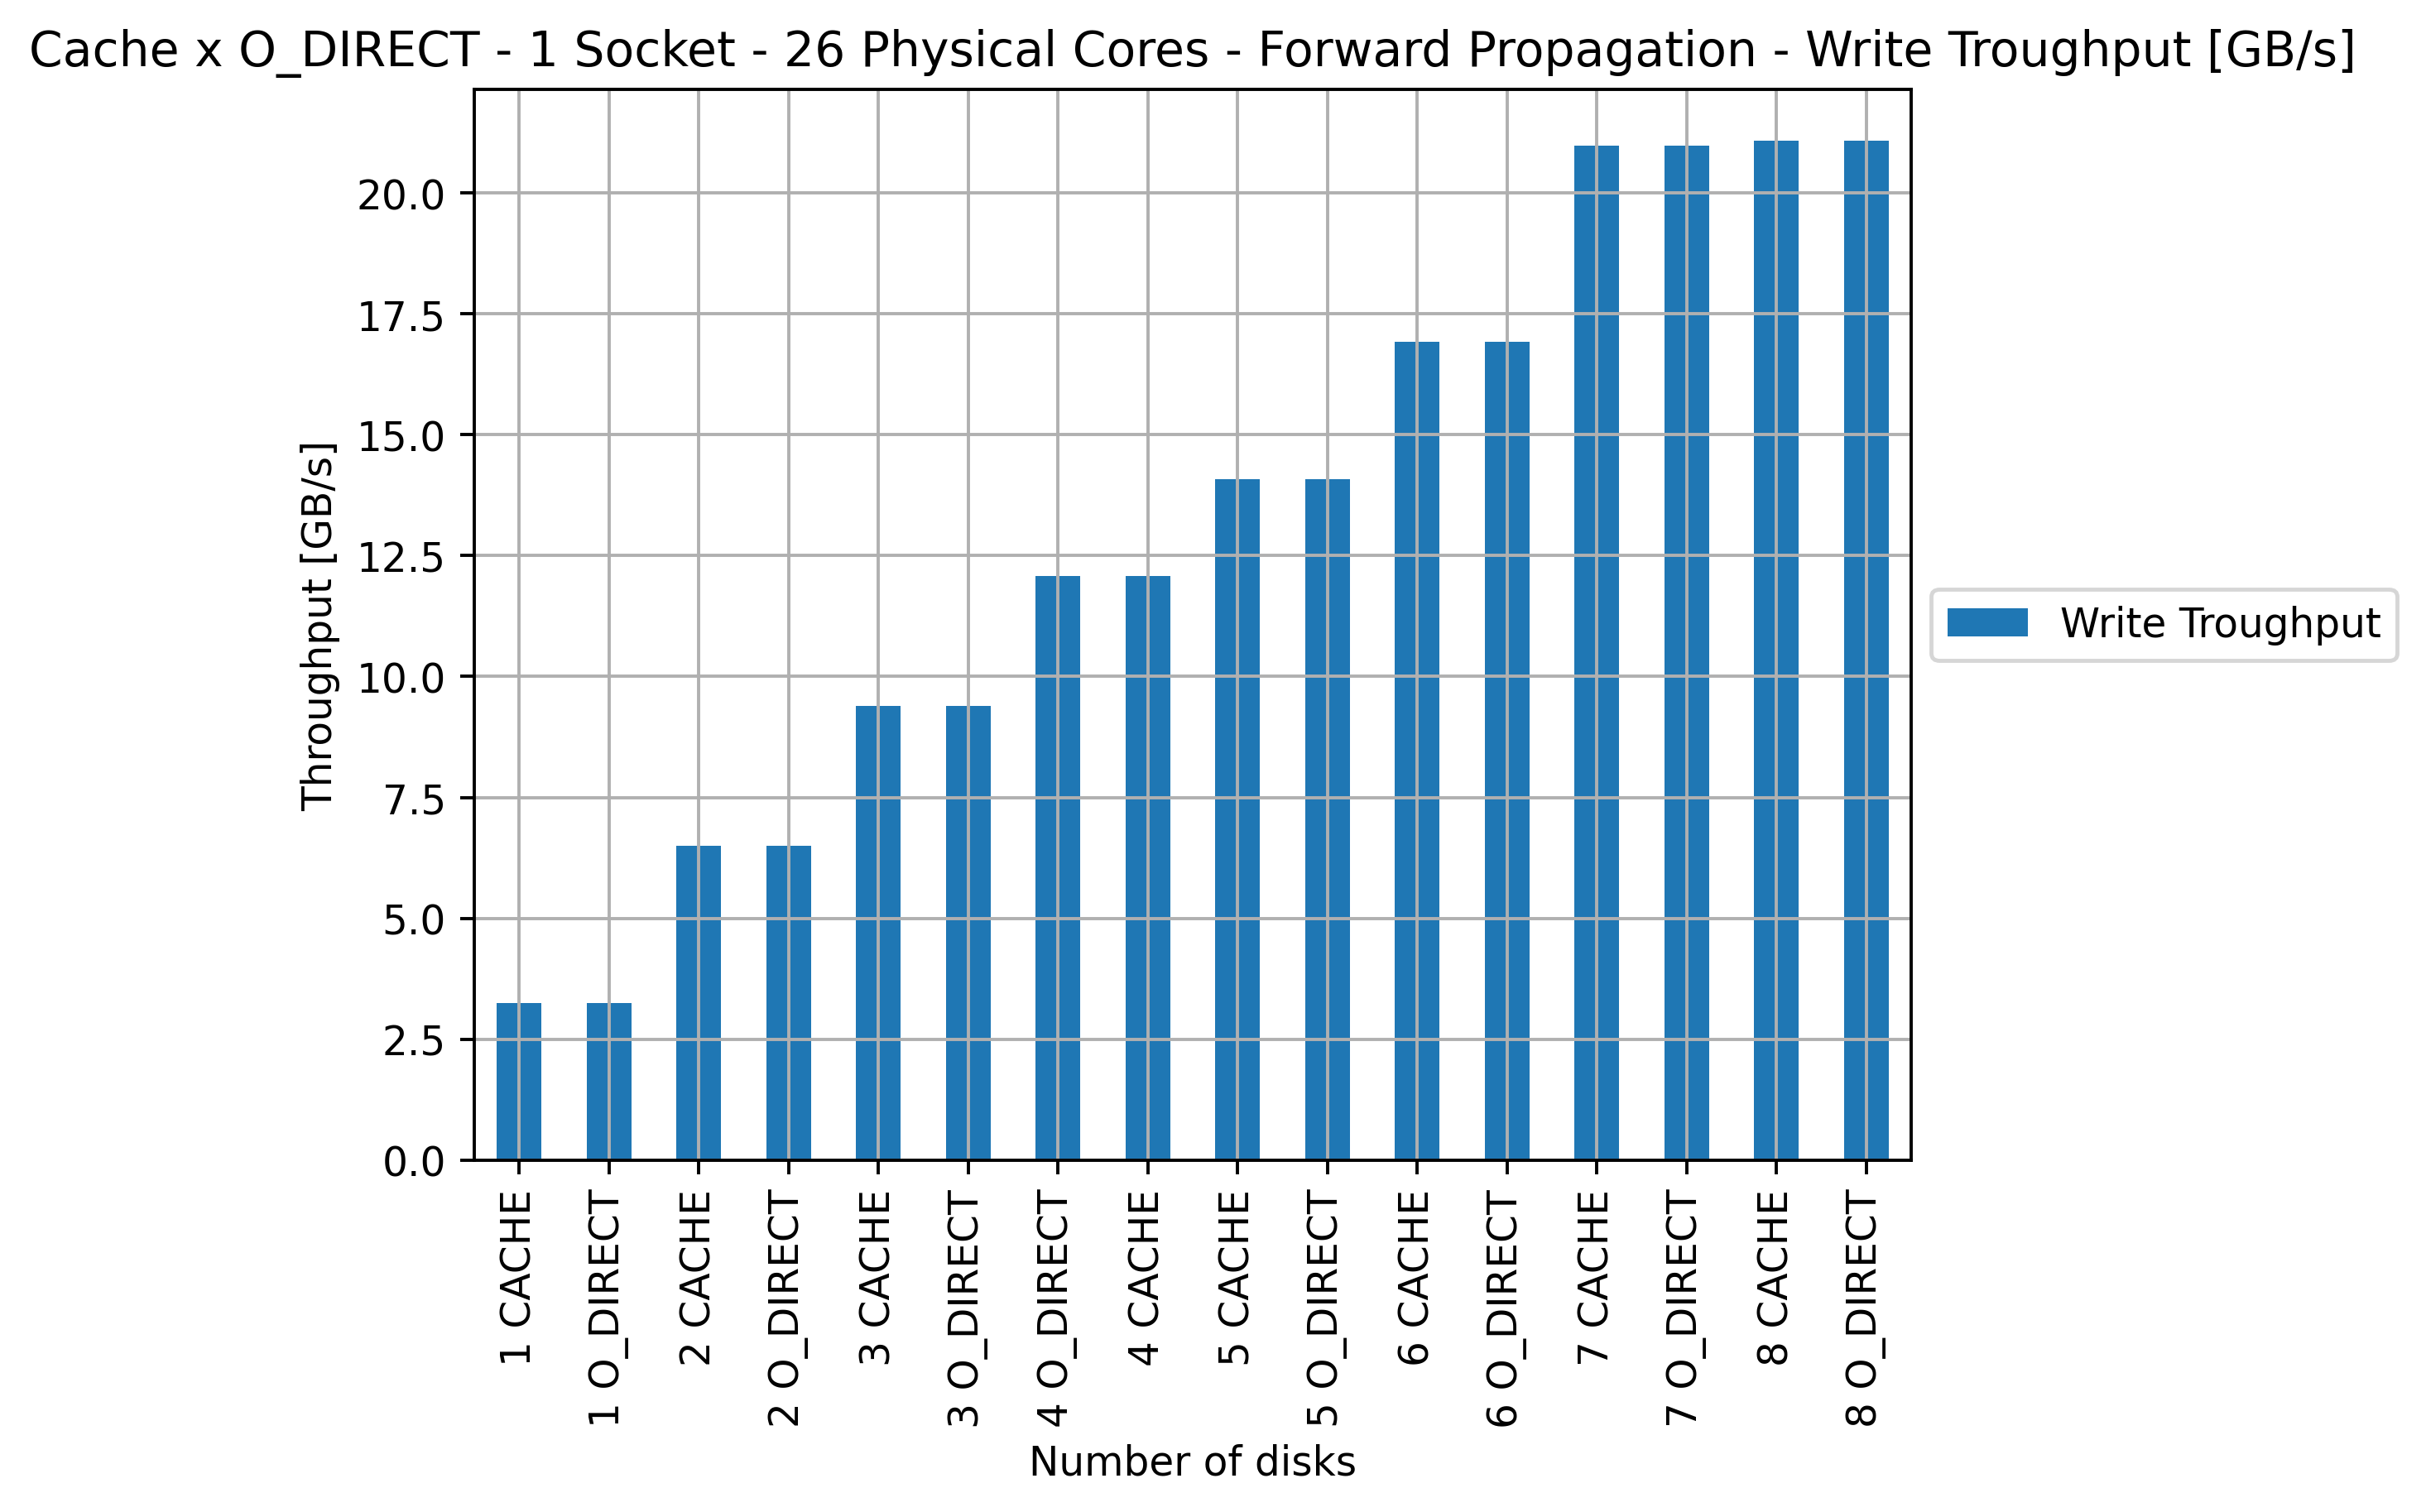 Cache x O_DIRECT - 1 Socket - 26 Physical Cores - Forward Propagation - Write Troughput [GB/s]
Throughput [GB/s]
20.0
17.5
15.0
12.5
10.0
7.5
5.0
2.5
0.0
Write Troughput
1 CACHE
1 O_DIRECT
2 CACHE
2 O_DIRECT
3 CACHE
3 O_DIRECT
4 O_DIRECT
4 CACHE
5 CACHE
5 O_DIRECT
6 CACHE
6 O_DIRECT
7 CACHE
7 O_DIRECT
8 CACHE
8 O_DIRECT
Number of disks